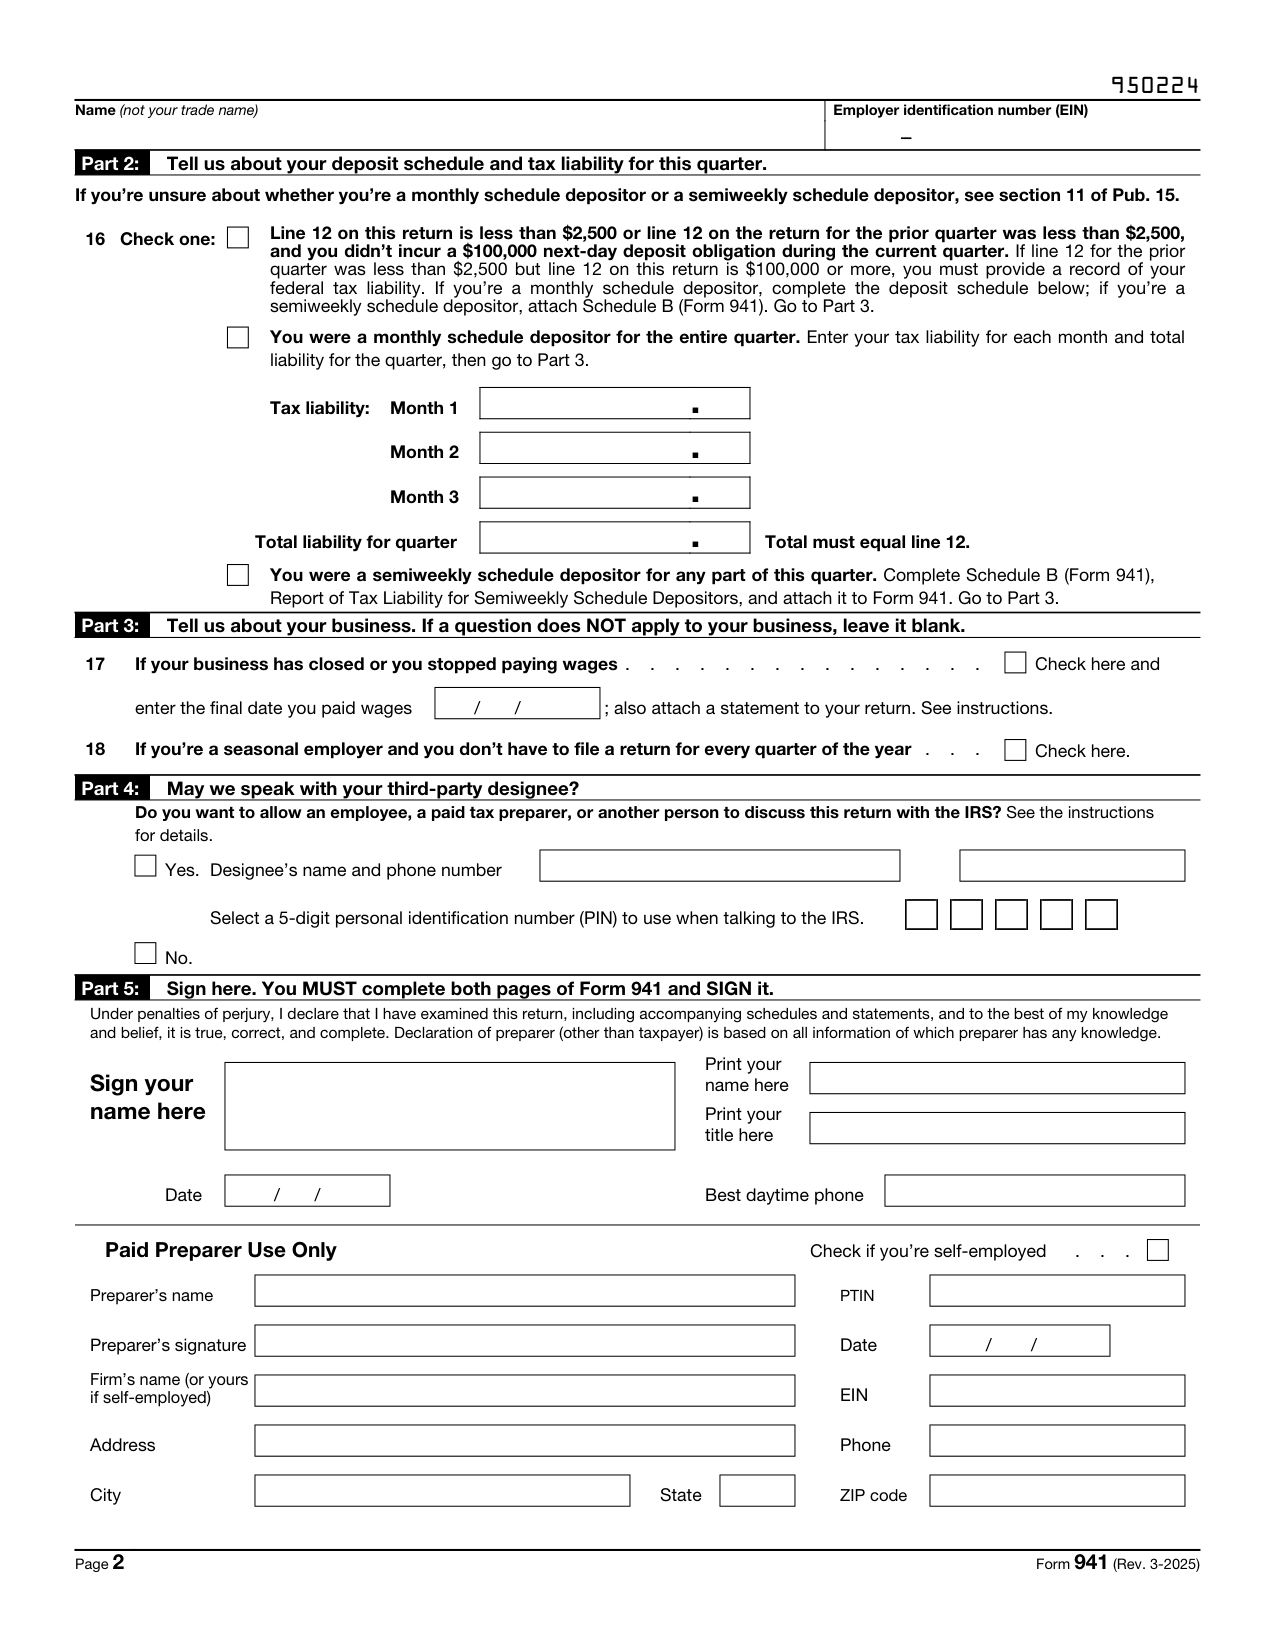 950224
Name (not your trade name)
Employer identification number (EIN)
–
Part 2: Tell us about your deposit schedule and tax liability for this quarter.
If you’re unsure about whether you’re a monthly schedule depositor or a semiweekly schedule depositor, see section 11 of Pub. 15.
16 Check one: Line 12 on this return is less than $2,500 or line 12 on the return for the prior quarter was less than $2,500,
and you didn’t incur a $100,000 next-day deposit obligation during the current quarter. If line 12 for the prior
quarter was less than $2,500 but line 12 on this return is $100,000 or more, you must provide a record of your
federal tax liability. If you’re a monthly schedule depositor, complete the deposit schedule below; if you’re a
semiweekly schedule depositor, attach Schedule B (Form 941). Go to Part 3.
You were a monthly schedule depositor for the entire quarter. Enter your tax liability for each month and total
liability for the quarter, then go to Part 3.
Tax liability: Month 1 .
Month 2 .
Month 3 .
Total liability for quarter . Total must equal line 12.
You were a semiweekly schedule depositor for any part of this quarter. Complete Schedule B (Form 941),
Report of Tax Liability for Semiweekly Schedule Depositors, and attach it to Form 941. Go to Part 3.
Part 3: Tell us about your business. If a question does NOT apply to your business, leave it blank.
17 If your business has closed or you stopped paying wages . . . . . . . . . . . . . . . Check here and
enter the final date you paid wages / / ; also attach a statement to your return. See instructions.
18 If you’re a seasonal employer and you don’t have to file a return for every quarter of the year . . . Check here.
Part 4: May we speak with your third-party designee?
Do you want to allow an employee, a paid tax preparer, or another person to discuss this return with the IRS? See the instructions
for details.
Yes. Designee’s name and phone number
Select a 5-digit personal identification number (PIN) to use when talking to the IRS.
No.
Part 5: Sign here. You MUST complete both pages of Form 941 and SIGN it.
Under penalties of perjury, I declare that I have examined this return, including accompanying schedules and statements, and to the best of my knowledge
and belief, it is true, correct, and complete. Declaration of preparer (other than taxpayer) is based on all information of which preparer has any knowledge.
Sign your
name here
Print your
name here
Print your
title here
Date / /
Best daytime phone
Paid Preparer Use Only
Check if you’re self-employed . . .
Preparer’s name
PTIN
Preparer’s signature
Date / /
Firm’s name (or yours
if self-employed)
EIN
Address
Phone
City
State
ZIP code
Page 2
Form 941 (Rev. 3-2025)